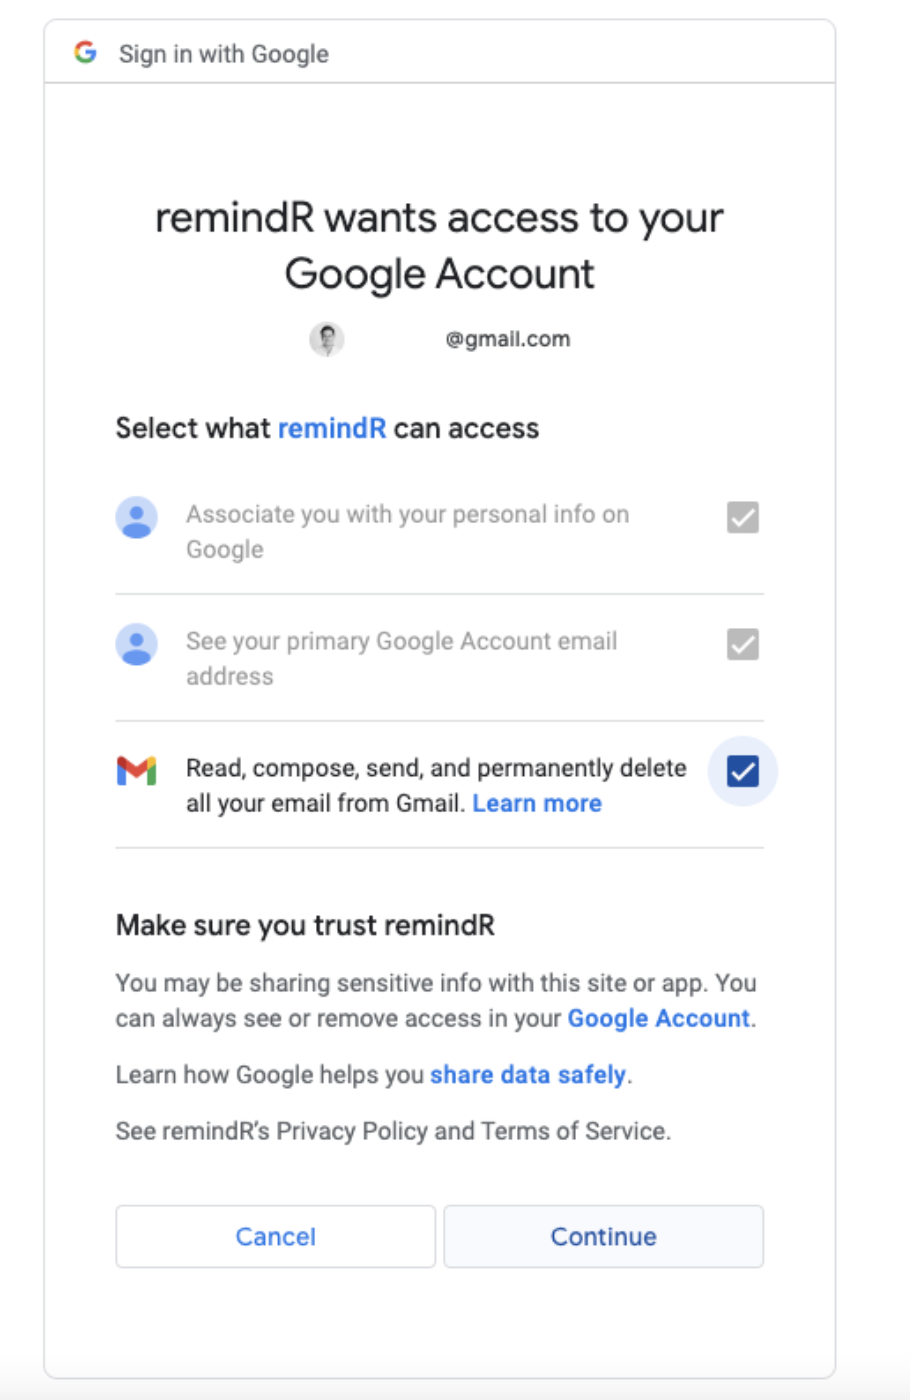 Sign in with Google
remindR wants access to your
Google Account
@gmail.com
Select what remindR can access
Associate you with your personal info on
Google
See your primary Google Account email
address
Read, compose, send, and permanently delete
all your email from Gmail. Learn more
Make sure you trust remindR
You may be sharing sensitive info with this site or app. You
can always see or remove access in your Google Account.
Learn how Google helps you share data safely.
See remindR's Privacy Policy and Terms of Service.
Cancel
Continue